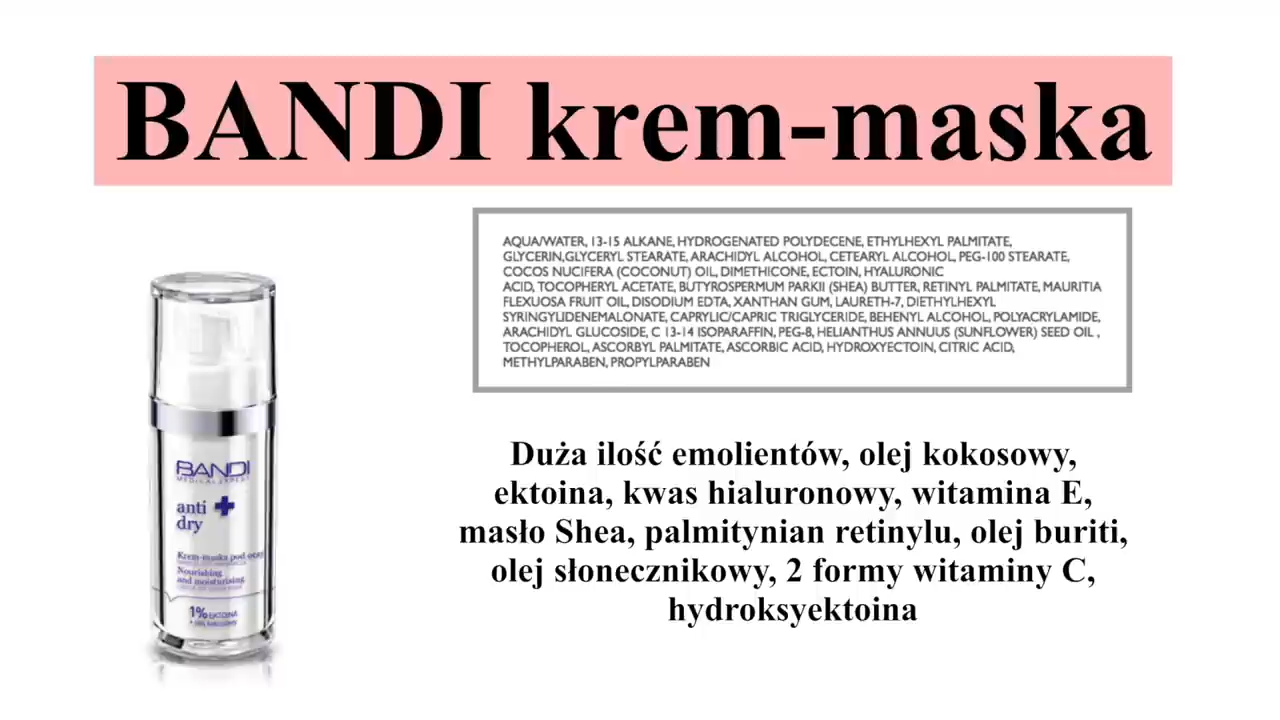 BANDI krem-maska
AQUA/WATER, 13-15 ALKANE, HYDROGENATED POLYDECENE, ETHYLHEXYL PALMITATE,
GLYCERIN,GLYCERYL STEARATE, ARACHIDYL ALCOHOL, CETEARYL ALCOHOL, PEG-100 STEARATE,
COCOS NUCIFERA (COCONUT) OIL, DIMETHICONE, ECTOIN, HYALURONIC
ACID, TOCOPHERYL ACETATE, BUTYROSPERMUM PARKII (SHEA) BUTTER, RETINYL PALMITATE, MAURITIA
FLEXUOSA FRUIT OIL, DISODIUM EDTA, XANTHAN GUM, LAURETH-7, DIETHYLHEXYL
SYRINGYLIDENEMALONATE, CAPRYLIC/CAPRIC TRIGLYCERIDE, BEHENYL ALCOHOL, POLYACRYLAMIDE,
ARACHIDYL GLUCOSIDE, C 13-14 ISOPARAFFIN, PEG-8, HELIANTHUS ANNUUS (SUNFLOWER) SEED OIL ,
TOCOPHEROL, ASCORBYL PALMITATE, ASCORBIC ACID, HYDROXYECTOIN, CITRIC ACID,
METHYLPARABEN, PROPYLPARABEN
Duża ilość emolientów, olej kokosowy,
ektoina, kwas hialuronowy, witamina E,
masło Shea, palmitynian retinylu, olej buriti,
olej słonecznikowy, 2 formy witaminy C,
hydroksyektoina
BANDI
MEDICAL EXPERT
anti
dry
Krem-maska pod oczy
Nourishing
and moisturising
1% EKTOINA